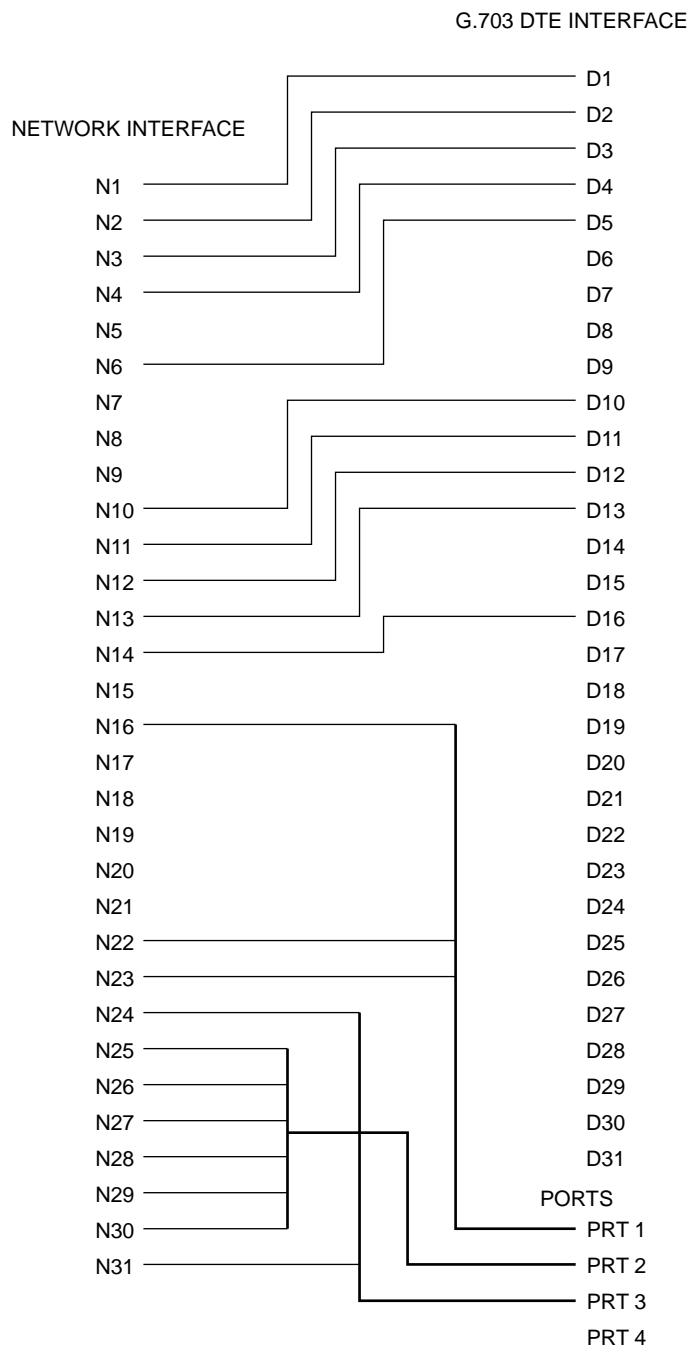 G.703 DTE INTERFACE
NETWORK INTERFACE
D1
D2
D3
N1 D4
N2 D5
N3 D6
N4 D7
N5 D8
N6 D9
N7 D10
N8 D11
N9 D12
N10 D13
N11 D14
N12 D15
N13 D16
N14 D17
N15 D18
N16 D19
N17 D20
N18 D21
N19 D22
N20 D23
N21 D24
N22 D25
N23 D26
N24 D27
N25 D28
N26 D29
N27 D30
N28 D31
N29
PORTS
N30 PRT 1
N31 PRT 2
PRT 3
PRT 4